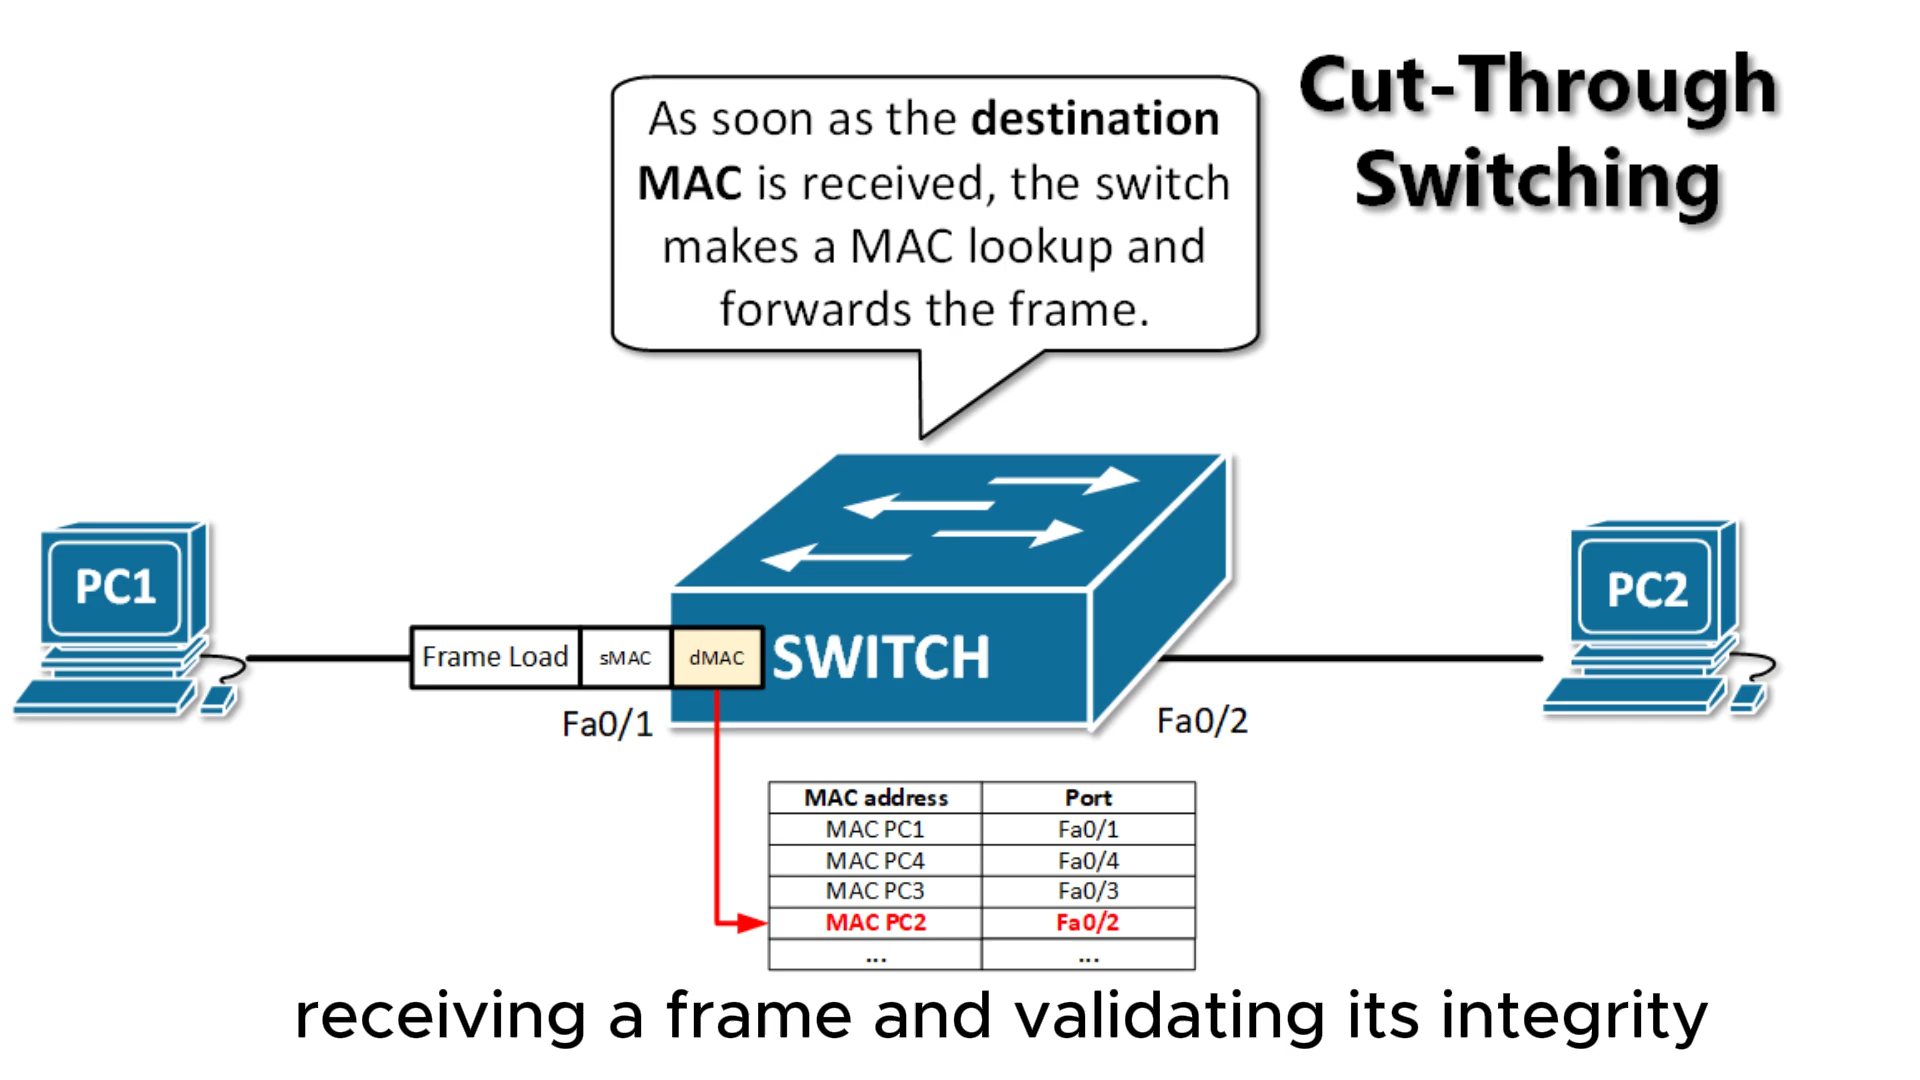 Cut-Through
Switching
As soon as the destination
MAC is received, the switch
makes a MAC lookup and
forwards the frame.
PC1
Frame Load sMAC dMAC
SWITCH
PC2
Fa0/1
Fa0/2
MAC address Port
MAC PC1 Fa0/1
MAC PC4 Fa0/4
MAC PC3 Fa0/3
MAC PC2 Fa0/2
... ...
receiving a frame and validating its integrity